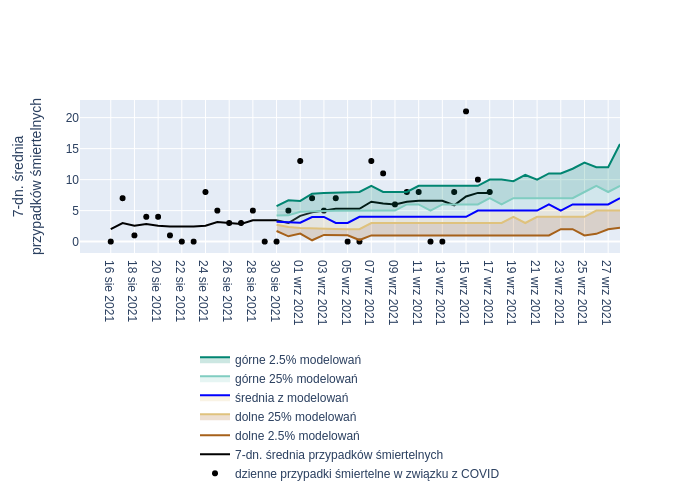 7-dn. średnia
przypadków śmiertelnych
20
15
10
5
0
16 sie 2021
18 sie 2021
20 sie 2021
22 sie 2021
24 sie 2021
26 sie 2021
28 sie 2021
30 sie 2021
01 wrz 2021
03 wrz 2021
05 wrz 2021
07 wrz 2021
09 wrz 2021
11 wrz 2021
13 wrz 2021
15 wrz 2021
17 wrz 2021
19 wrz 2021
21 wrz 2021
23 wrz 2021
25 wrz 2021
27 wrz 2021
górne 2.5% modelowań
górne 25% modelowań
średnia z modelowań
dolne 25% modelowań
dolne 2.5% modelowań
7-dn. średnia przypadków śmiertelnych
dzienne przypadki śmiertelne w związku z COVID